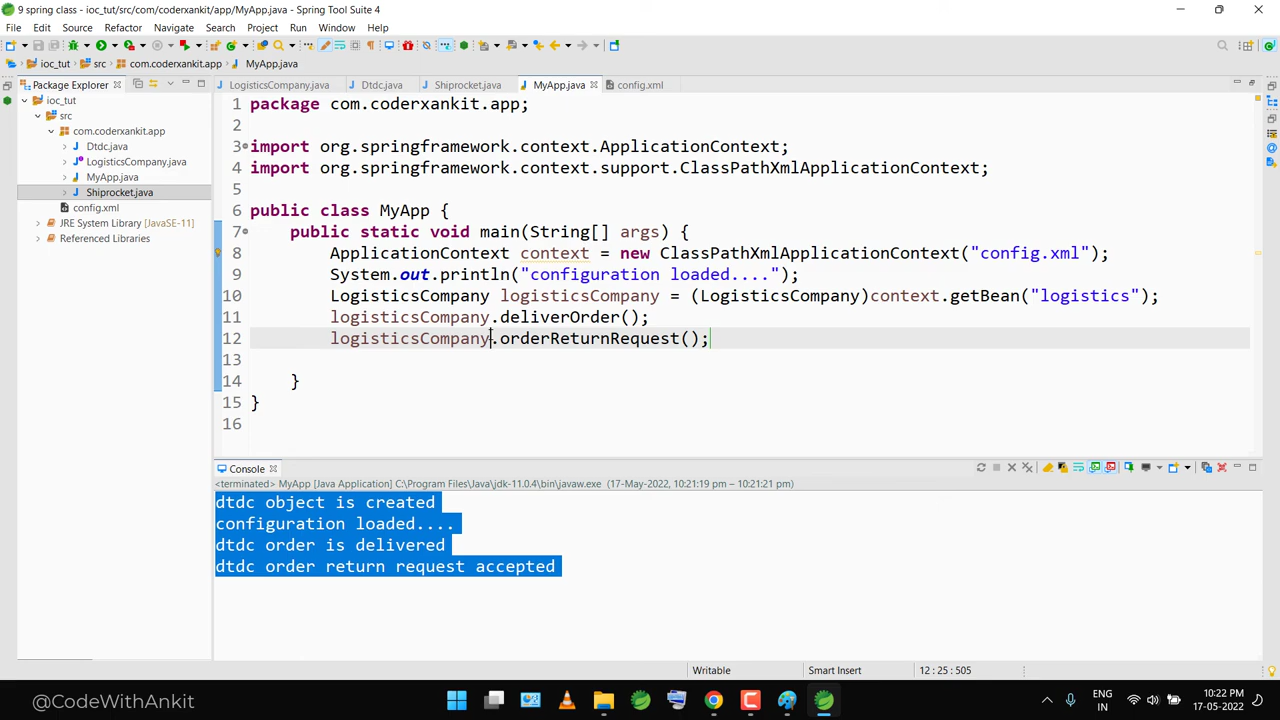 9 spring class - ioc_tut/src/com/coderxankit/app/MyApp.java - Spring Tool Suite 4
File Edit Source Refactor Navigate Search Project Run Window Help
ioc_tut src com.coderxankit.app MyApp.java
Package Explorer
LogisticsCompany.java Dtdc.java Shiprocket.java MyApp.java config.xml
ioc_tut
src
com.coderxankit.app
Dtdc.java
LogisticsCompany.java
MyApp.java
Shiprocket.java
config.xml
JRE System Library [JavaSE-11]
Referenced Libraries
1 package com.coderxankit.app;
2
3 import org.springframework.context.ApplicationContext;
4 import org.springframework.context.support.ClassPathXmlApplicationContext;
5
6 public class MyApp {
7 public static void main(String[] args) {
8 ApplicationContext context = new ClassPathXmlApplicationContext("config.xml");
9 System.out.println("configuration loaded....");
10 LogisticsCompany logisticsCompany = (LogisticsCompany)context.getBean("logistics");
11 logisticsCompany.deliverOrder();
12 logisticsCompany.orderReturnRequest();
13
14 }
15 }
16
Console
<terminated> MyApp [Java Application] C:\Program Files\Java\jdk-11.0.4\bin\javaw.exe (17-May-2022, 10:21:19 pm – 10:21:21 pm)
dtdc object is created
configuration loaded....
dtdc order is delivered
dtdc order return request accepted
Writable Smart Insert 12 : 25 : 505
@CodeWithAnkit
ENG
IN
10:22 PM
17-05-2022